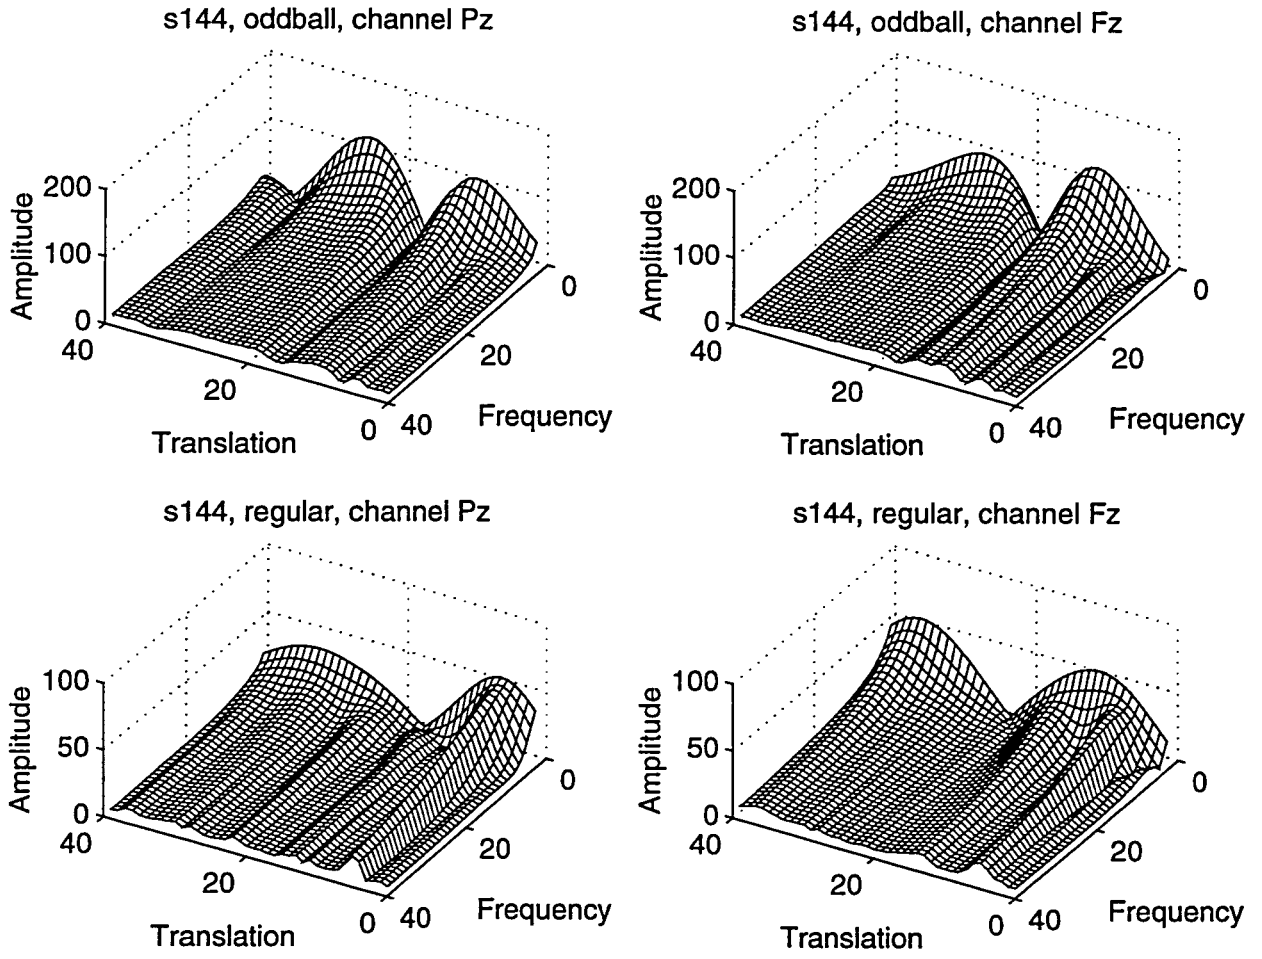 s144, oddball, channel Pz
Amplitude
200
100
0
40
20
0
Translation
40
20
0
Frequency
s144, oddball, channel Fz
Amplitude
200
100
0
40
20
0
Translation
40
20
0
Frequency
s144, regular, channel Pz
Amplitude
100
50
0
40
20
0
Translation
40
20
0
Frequency
s144, regular, channel Fz
Amplitude
100
50
0
40
20
0
Translation
40
20
0
Frequency